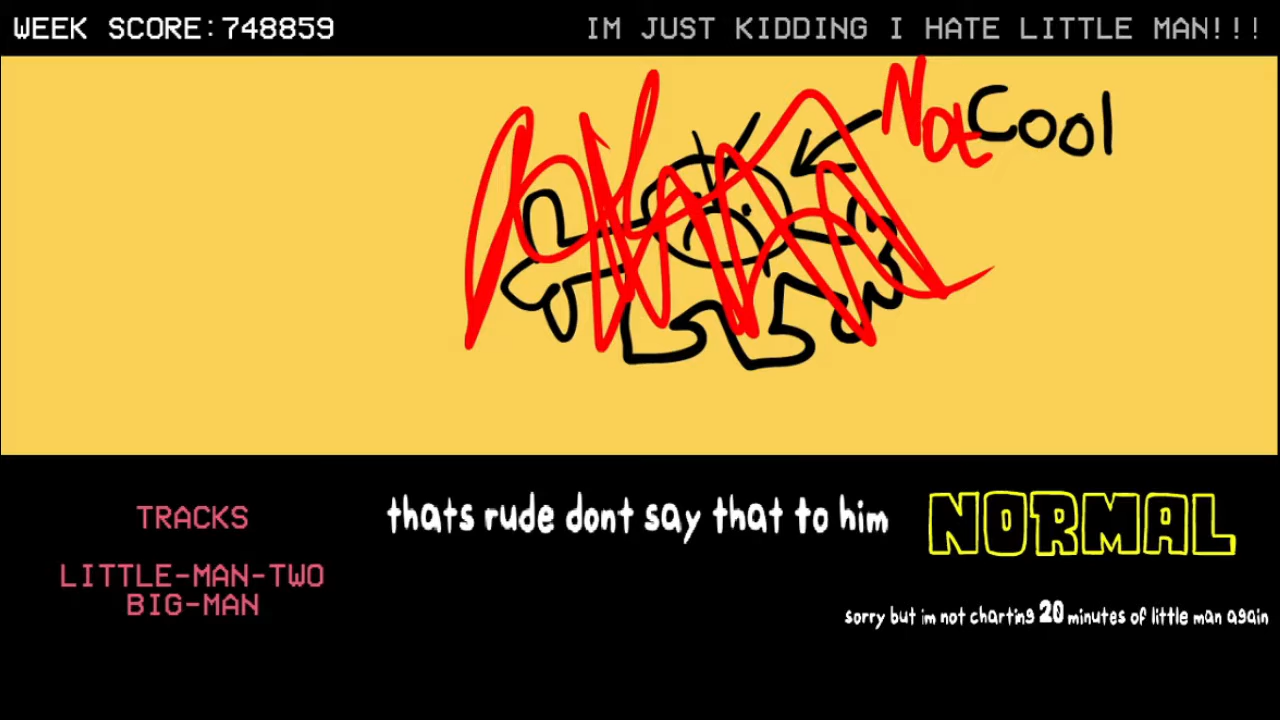 WEEK SCORE:748859
IM JUST KIDDING I HATE LITTLE MAN!!!
Not Cool
thats rude dont say that to him
NORMAL
TRACKS
LITTLE-MAN-TWO
BIG-MAN
sorry but im not charting 20 minutes of little man again